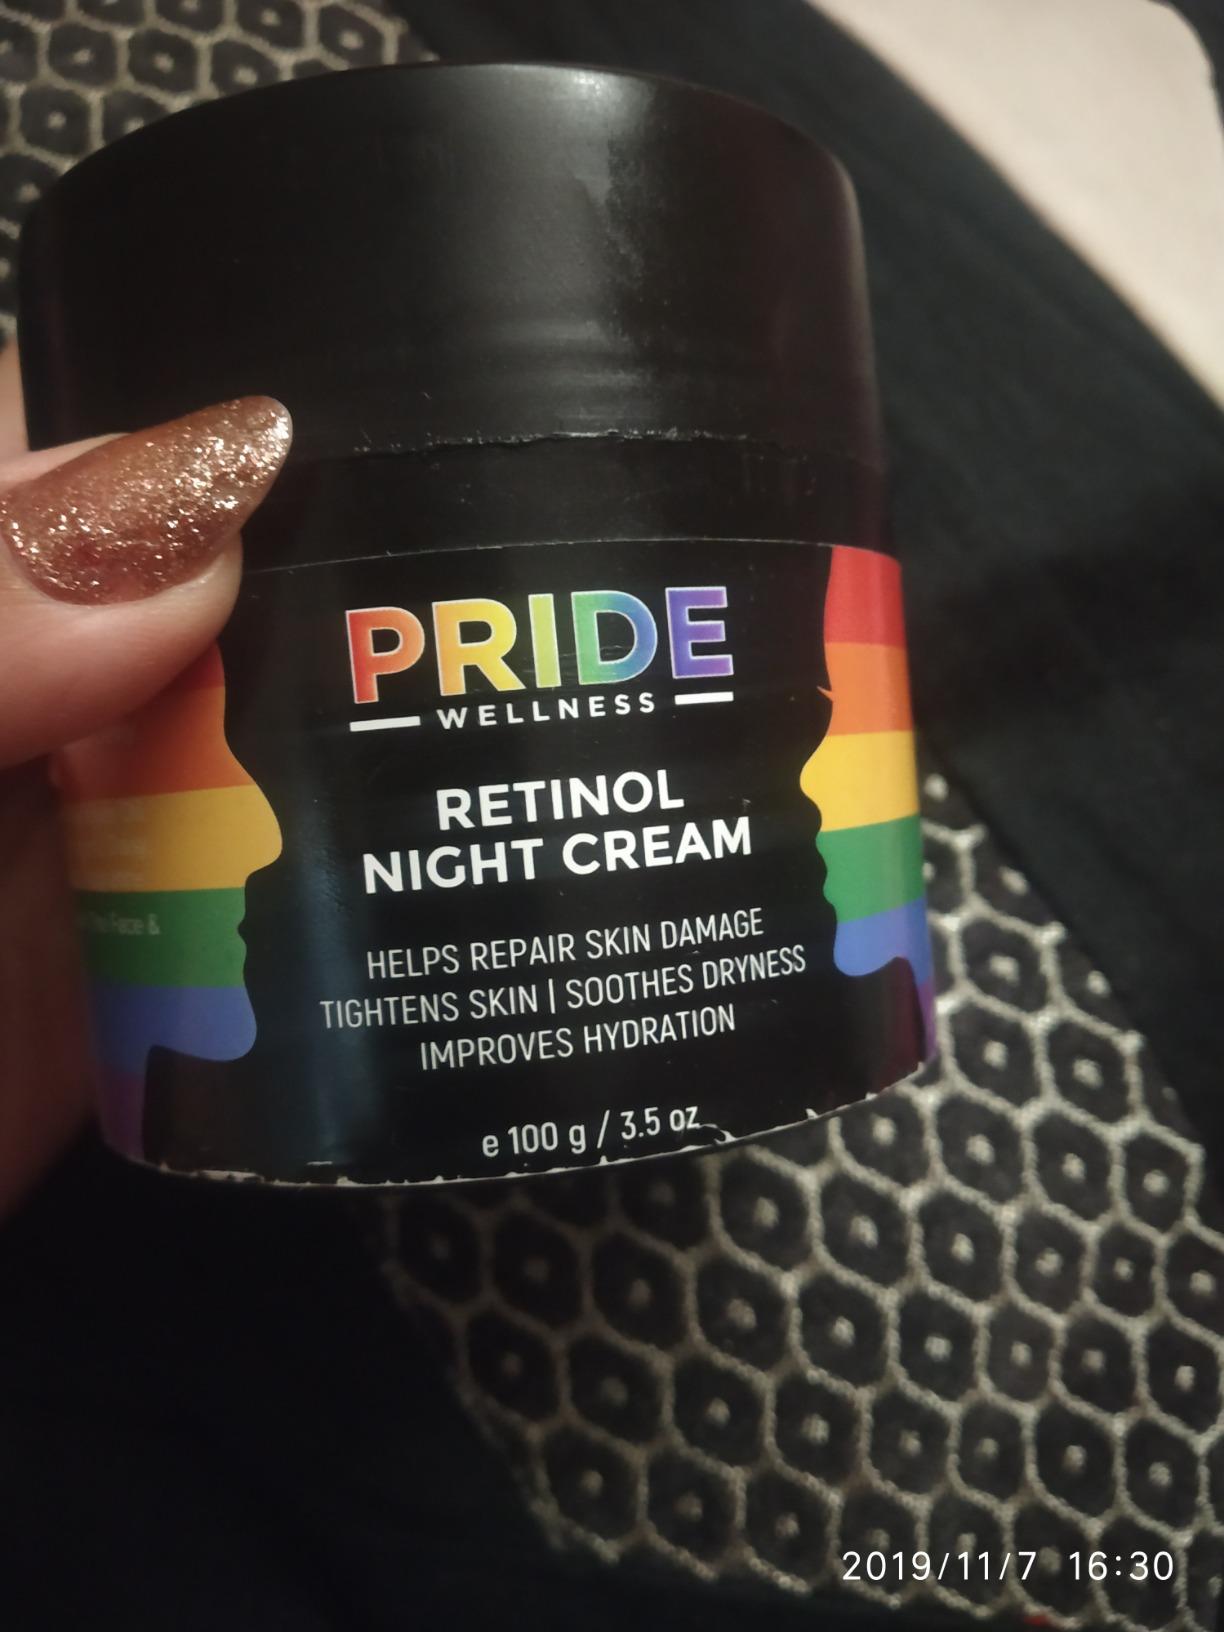 PRIDE
WELLNESS
RETINOL
NIGHT CREAM
HELPS REPAIR SKIN DAMAGE
TIGHTENS SKIN | SOOTHES DRYNESS
IMPROVES HYDRATION
e 100 g / 3.5 oz
Face &
2019/11/7 16:30